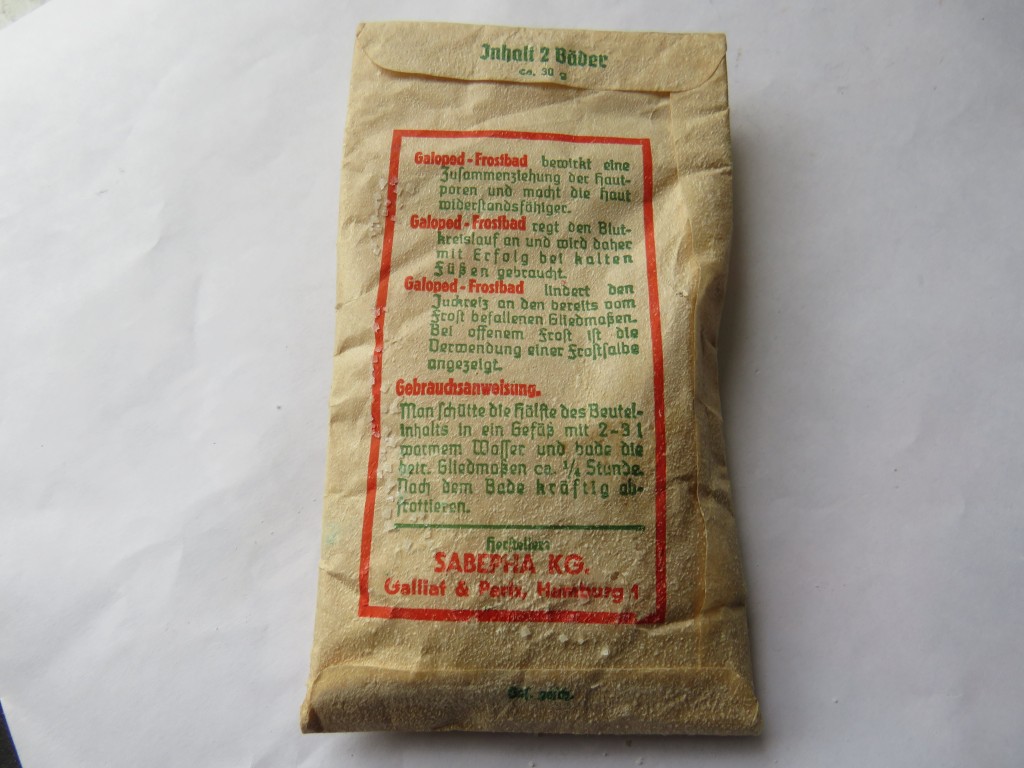 Inhalt 2 Bäder
ca. 30 g
Galoped-Frostbad bewirkt eine
Zusammenziehung der Haut-
poren und macht die Haut
widerstandsfähiger.
Galoped-Frostbad regt den Blut-
kreislauf an und wird daher
mit Erfolg bei kalten
Füßen gebraucht.
Galoped-Frostbad lindert den
Juckreiz an den bereits vom
Frost befallenen Gliedmaßen.
Bei offenem Frost ist die
Verwendung einer Frostsalbe
angezeigt.
Gebrauchsanweisung.
Man schütte die Hälfte des Beutel-
inhalts in ein Gefäß mit 2-3 l
warmem Wasser und bade die
betr. Gliedmaßen ca. 1/4 Stunde.
Nach dem Bade kräftig ab-
frottieren.
Hersteller:
SABEPHA KG.
Galliat & Hamburg 1
Ges. gesch.